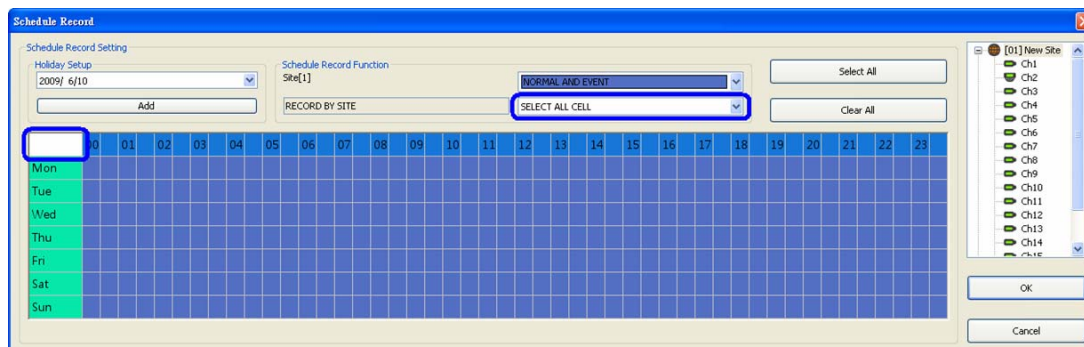 Schedule Record
Schedule Record Setting
Holiday Setup
2009/ 6/10
Add
Schedule Record Function
Site[1]
NORMAL AND EVENT
RECORD BY SITE
SELECT ALL CELL
Select All
Clear All
00 01 02 03 04 05 06 07 08 09 10 11 12 13 14 15 16 17 18 19 20 21 22 23
Mon
Tue
Wed
Thu
Fri
Sat
Sun
[01] New Site
Ch1
Ch2
Ch3
Ch4
Ch5
Ch6
Ch7
Ch8
Ch9
Ch10
Ch11
Ch12
Ch13
Ch14
Ch15
OK
Cancel